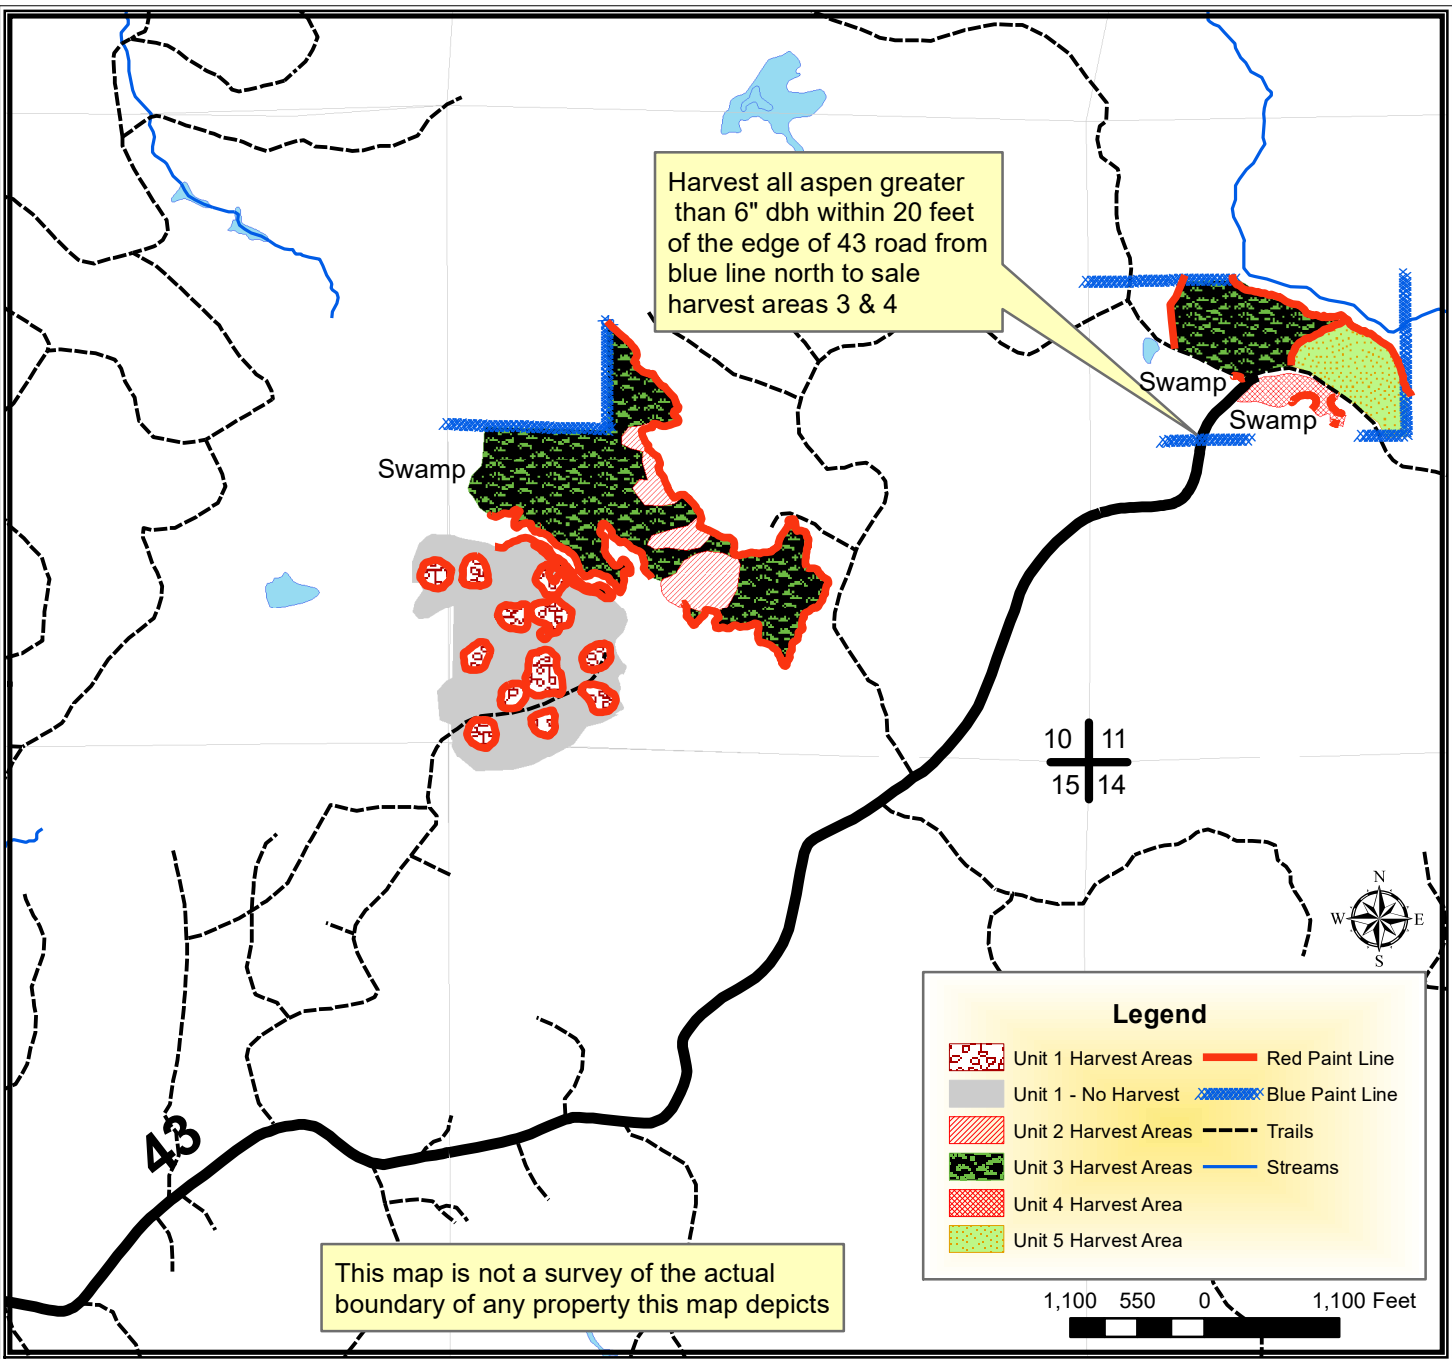 Harvest all aspen greater
than 6" dbh within 20 feet
of the edge of 43 road from
blue line north to sale
harvest areas 3 & 4
Swamp
Swamp
Swamp
10 11
15 14
N
W E
S
43
Legend
Unit 1 Harvest Areas
Unit 1 - No Harvest
Unit 2 Harvest Areas
Unit 3 Harvest Areas
Unit 4 Harvest Area
Unit 5 Harvest Area
Red Paint Line
Blue Paint Line
Trails
Streams
This map is not a survey of the actual
boundary of any property this map depicts
1,100 550 0 1,100 Feet